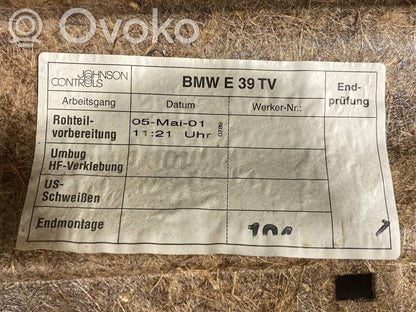 Ovoko
JOHNSON
CONTROLS
BMW E 39 TV
End-
prüfung
Arbeitsgang
Datum
Werker-Nr.:
Rohteil-
vorbereitung
05-Mai-01
11:21 Uhr
Umbug
HF-Verklebung
US-
Schweißen
Endmontage